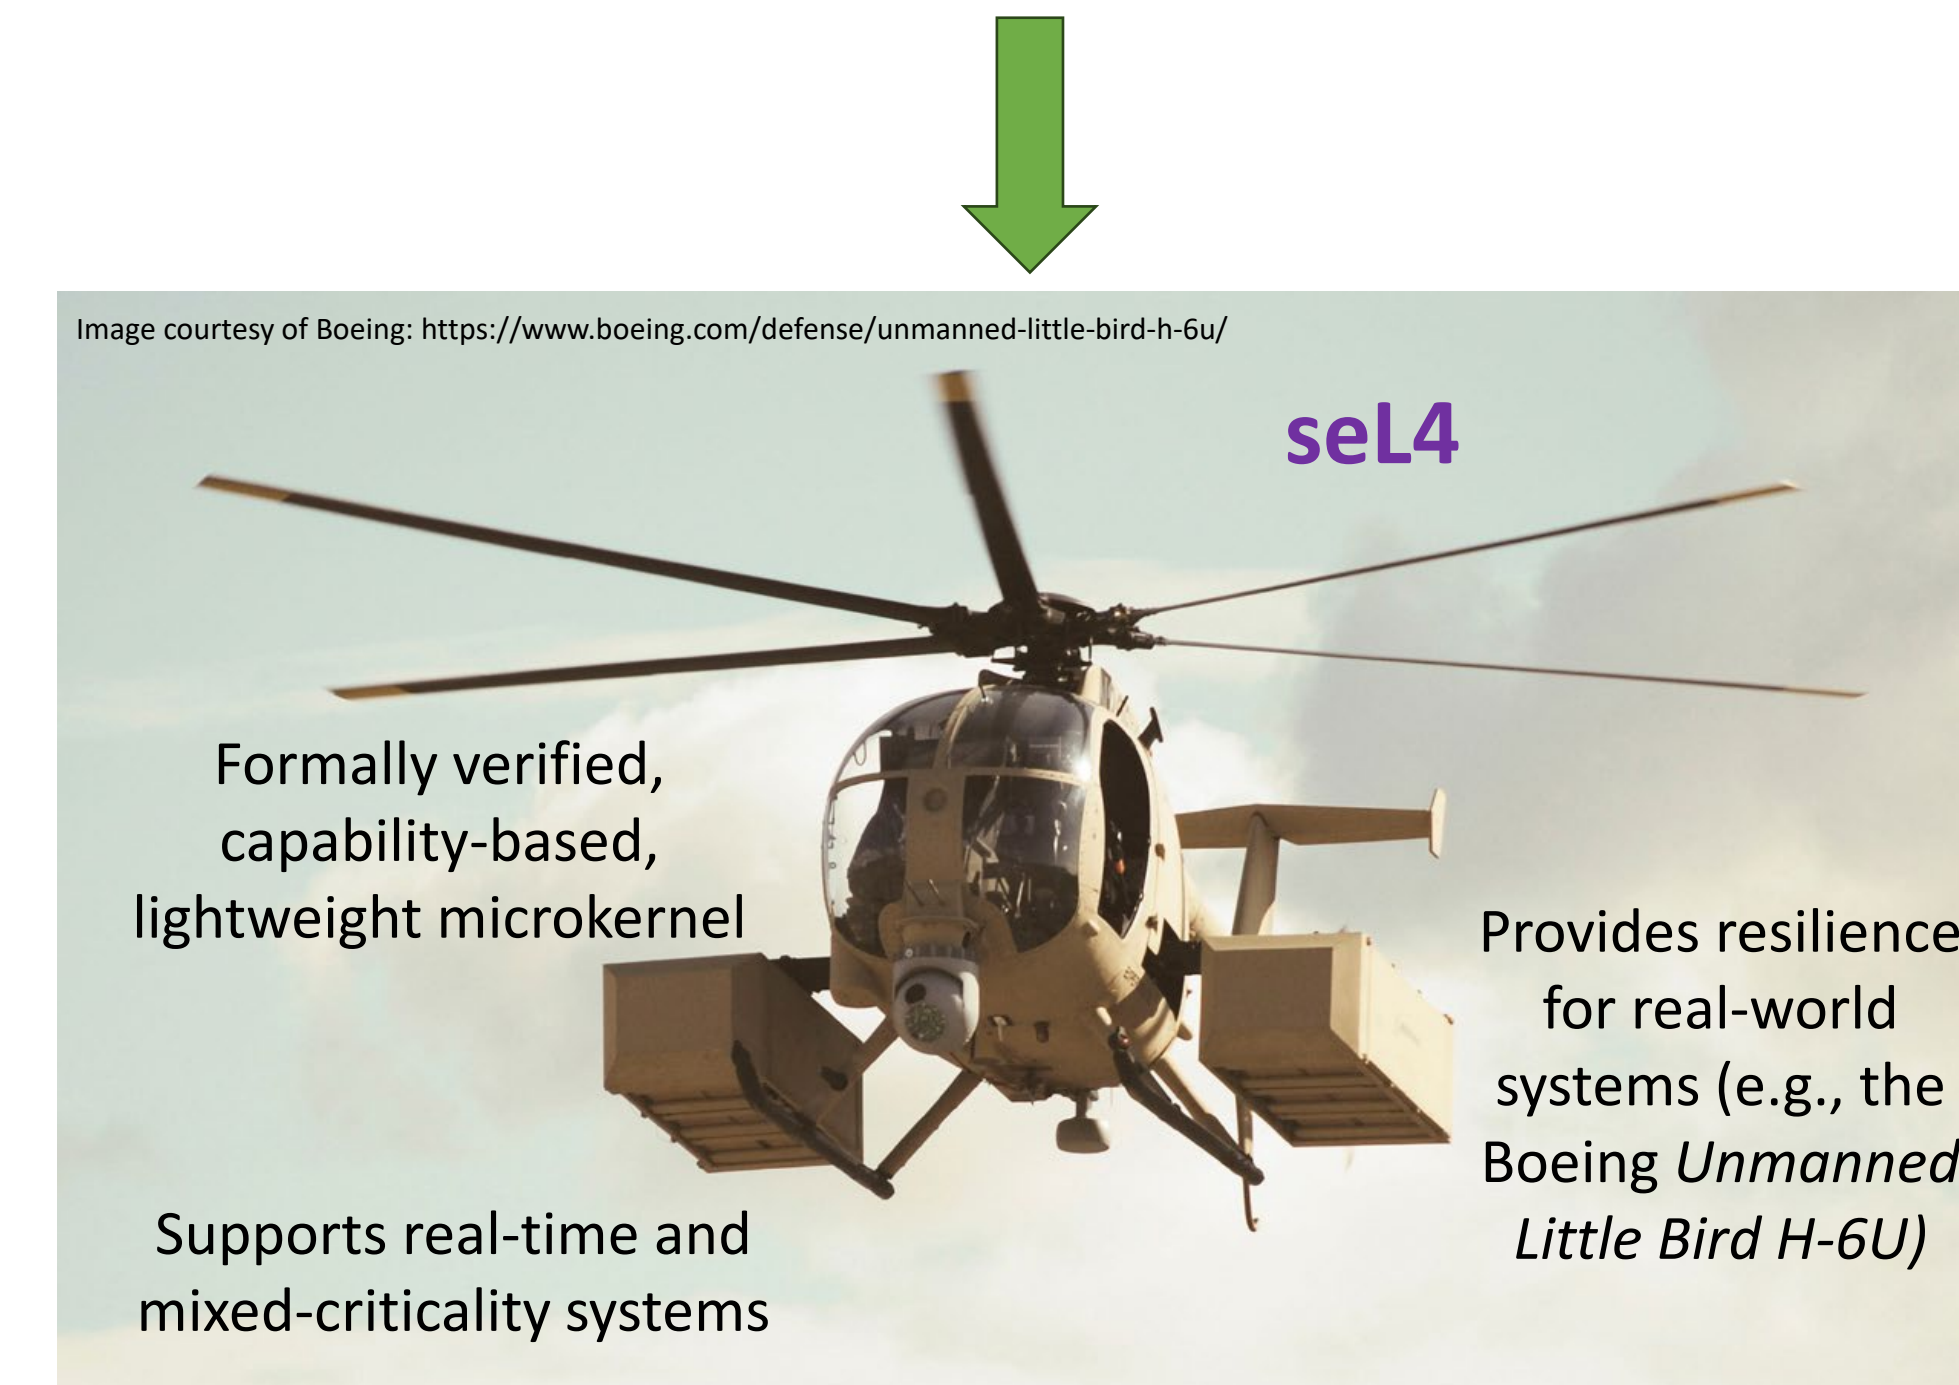 Image courtesy of Boeing: https://www.boeing.com/defense/unmanned-little-bird-h-6u/
seL4
Formally verified,
capability-based,
lightweight microkernel
Provides resilience
for real-world
systems (e.g., the
Boeing Unmanned
Little Bird H-6U)
Supports real-time and
mixed-criticality systems